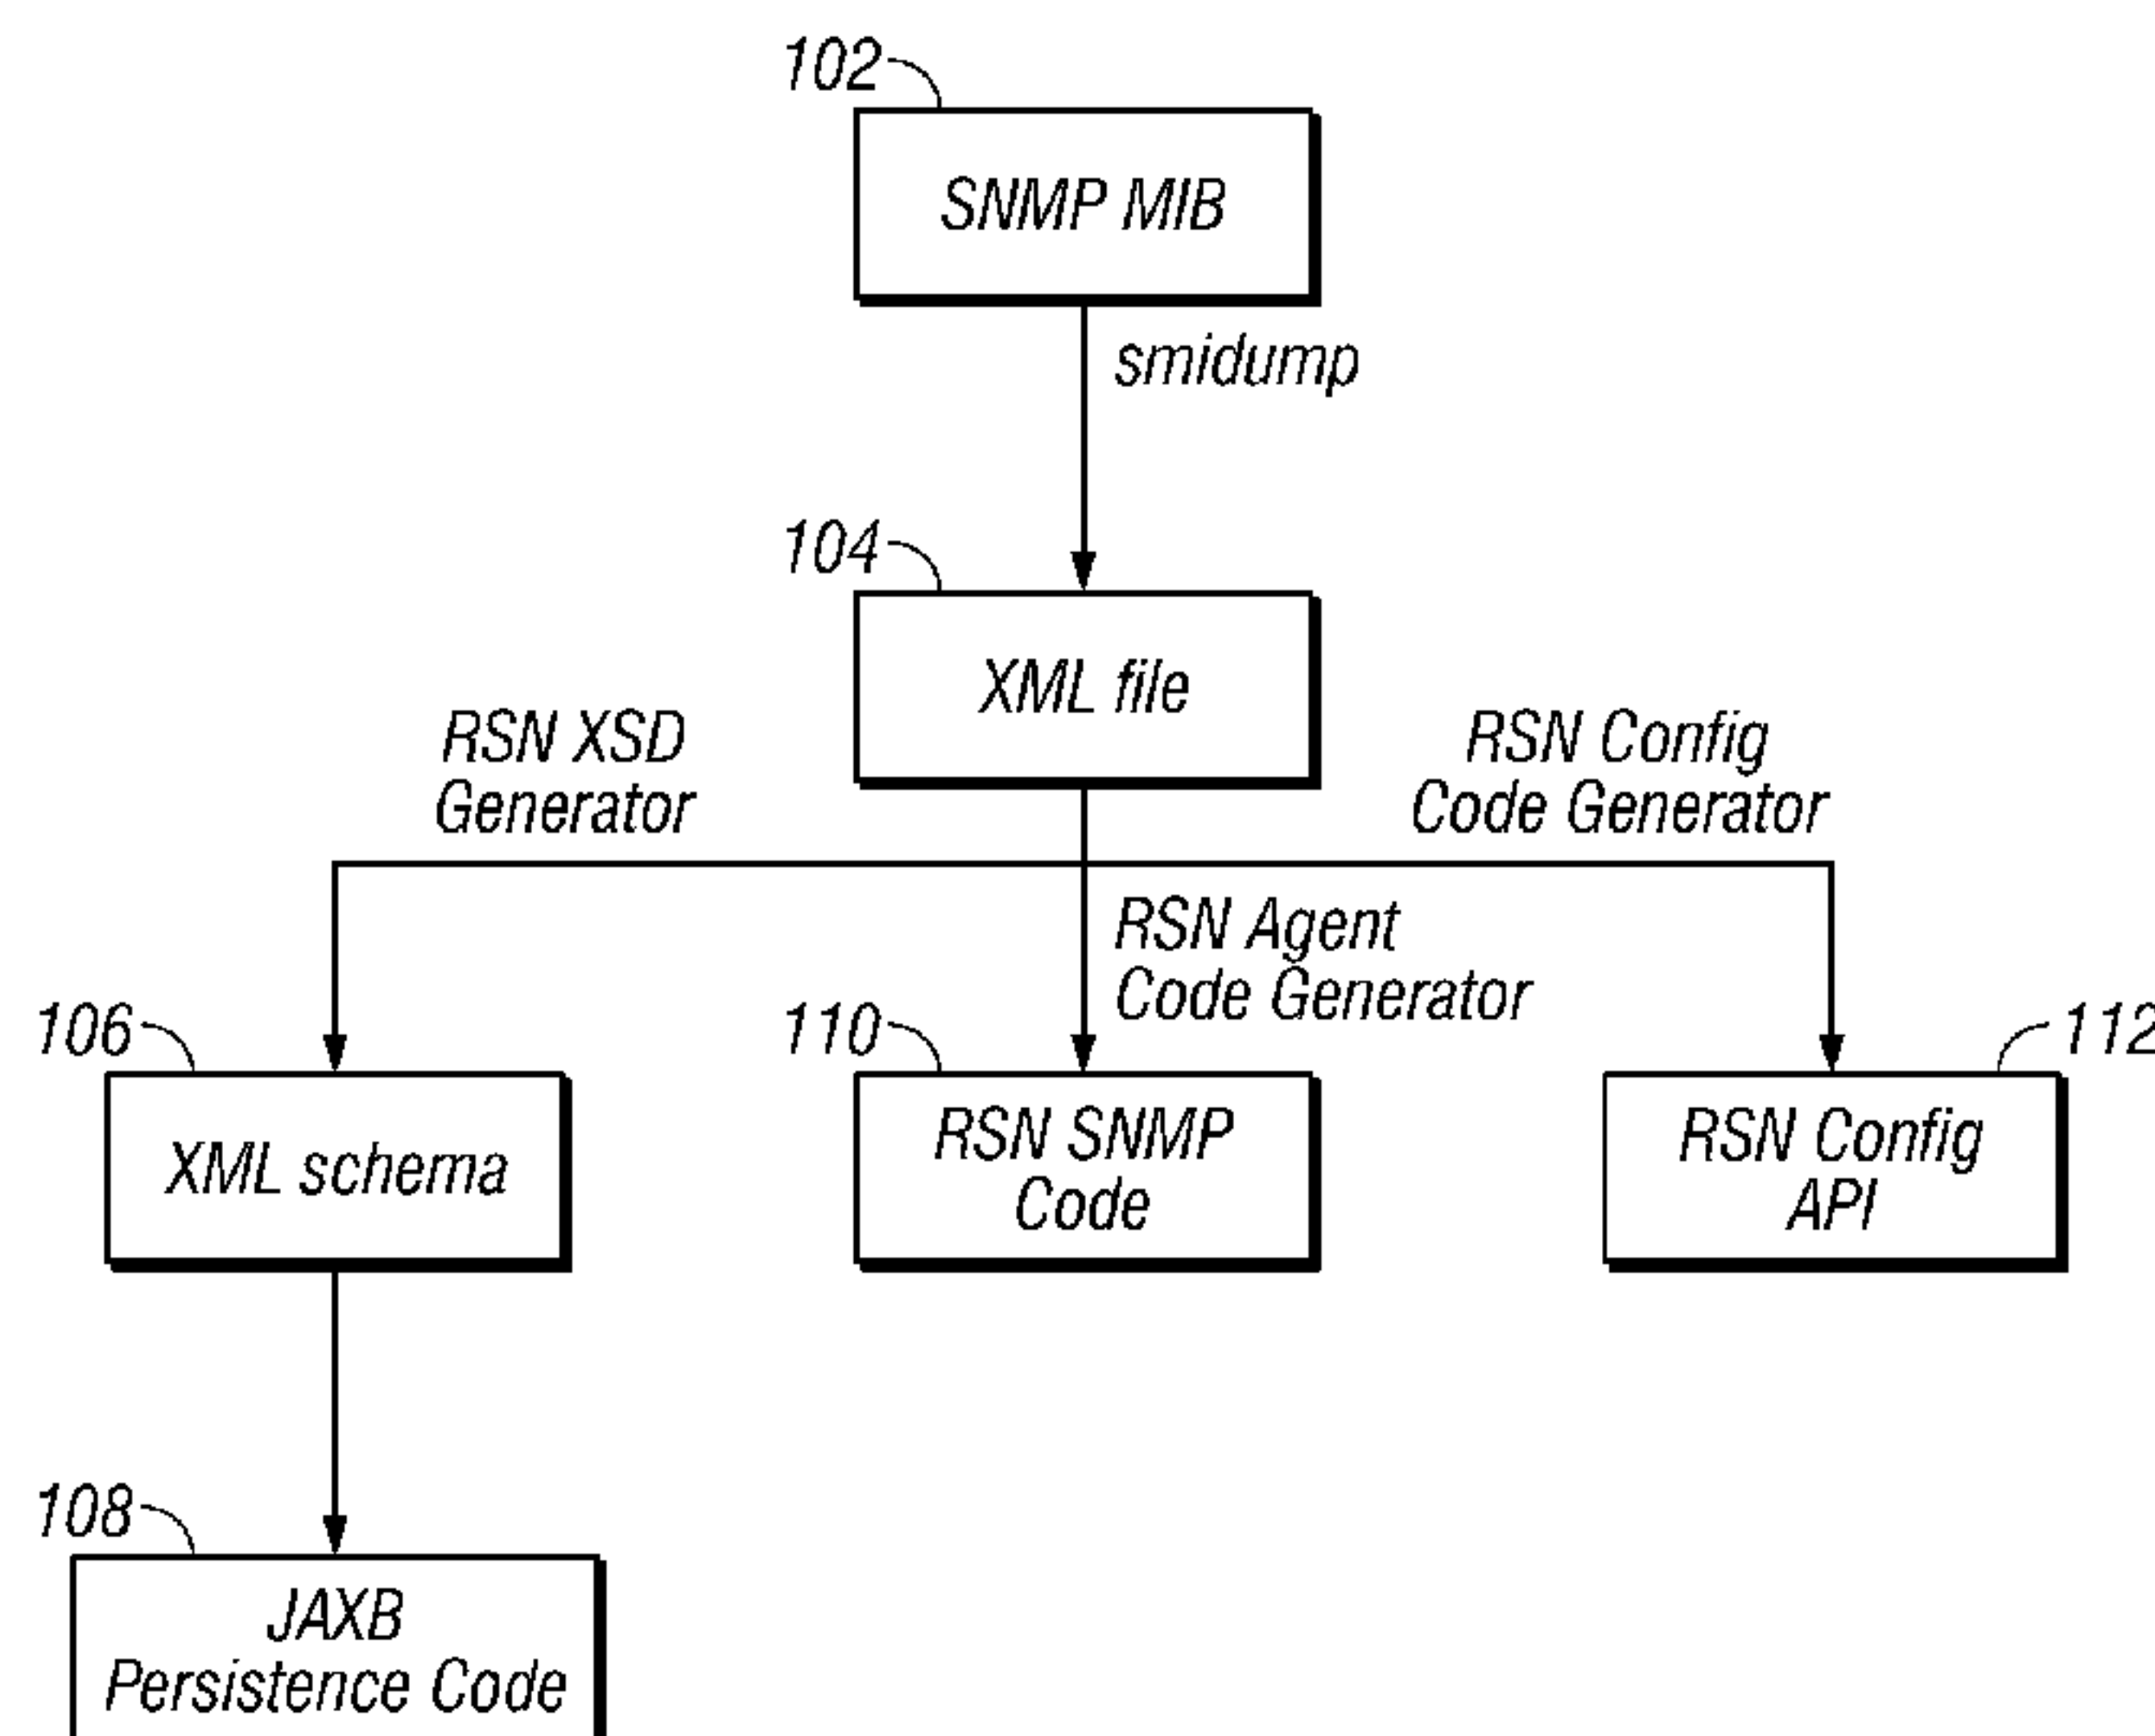 102
SNMP MIB
smidump
104
XML file
RSN XSD
Generator
RSN Config
Code Generator
RSN Agent
Code Generator
106
110
112
XML schema
RSN SNMP
Code
RSN Config
API
108
JAXB
Persistence Code